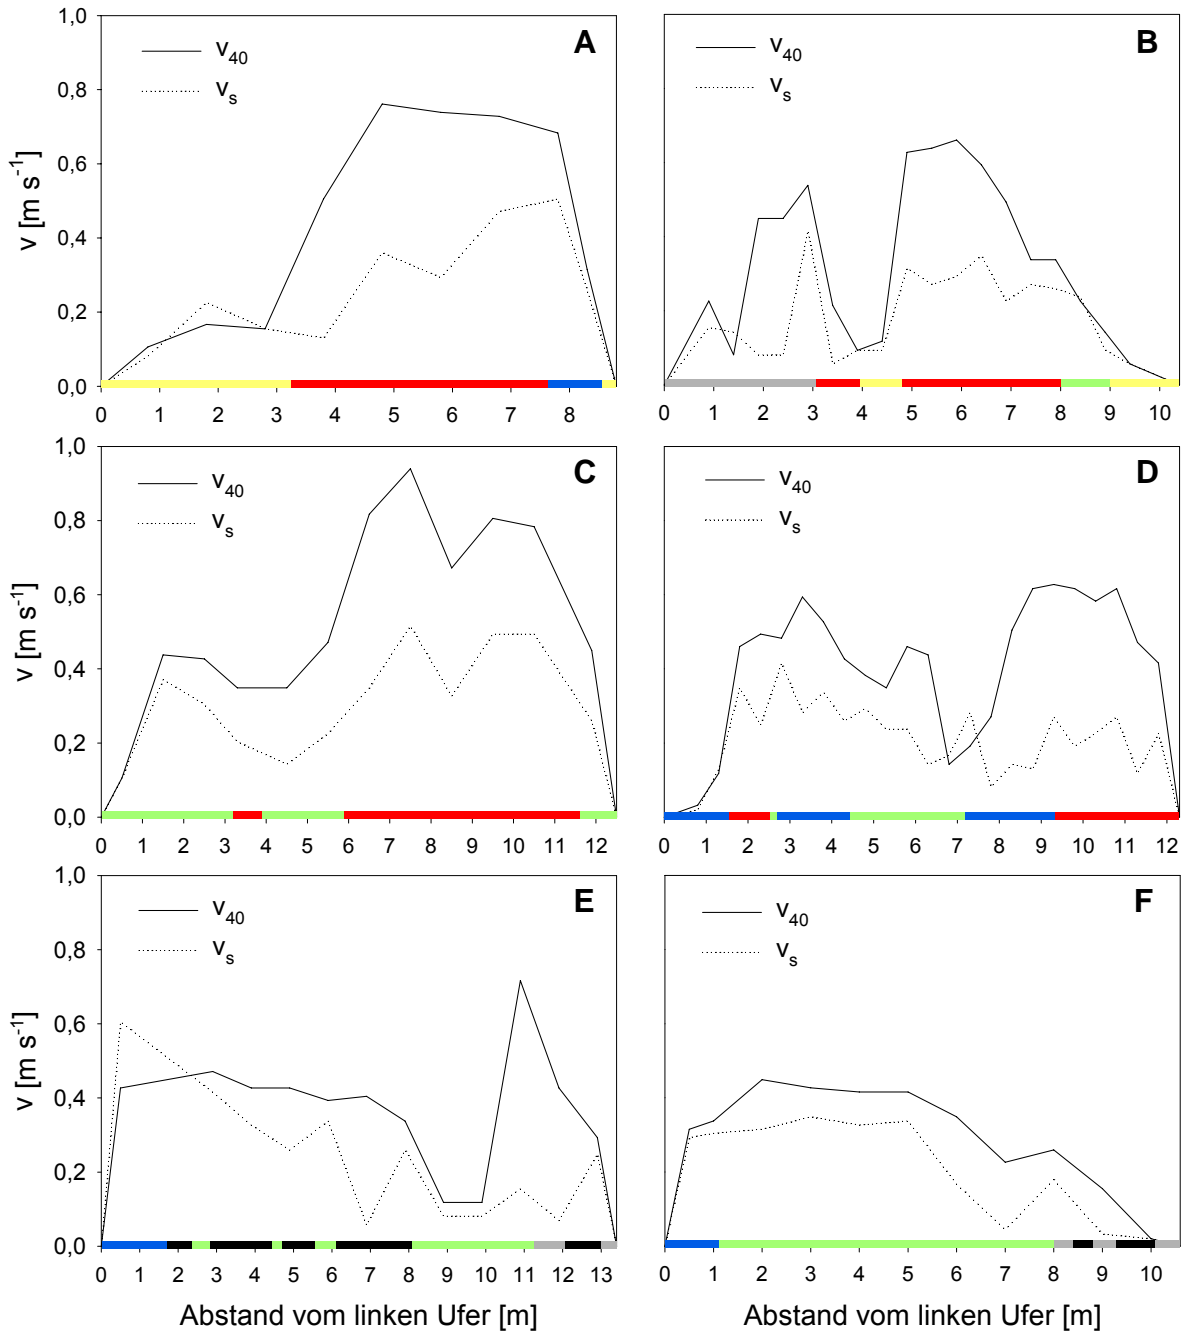 A
v40
vs
v [m s-1]
1,0
0,8
0,6
0,4
0,2
0,0
0 1 2 3 4 5 6 7 8
B
v40
vs
0 1 2 3 4 5 6 7 8 9 10
C
v40
vs
v [m s-1]
1,0
0,8
0,6
0,4
0,2
0,0
0 1 2 3 4 5 6 7 8 9 10 11 12
D
v40
vs
0 1 2 3 4 5 6 7 8 9 10 11 12
E
v40
vs
v [m s-1]
1,0
0,8
0,6
0,4
0,2
0,0
0 1 2 3 4 5 6 7 8 9 10 11 12 13
Abstand vom linken Ufer [m]
F
v40
vs
0 1 2 3 4 5 6 7 8 9 10
Abstand vom linken Ufer [m]